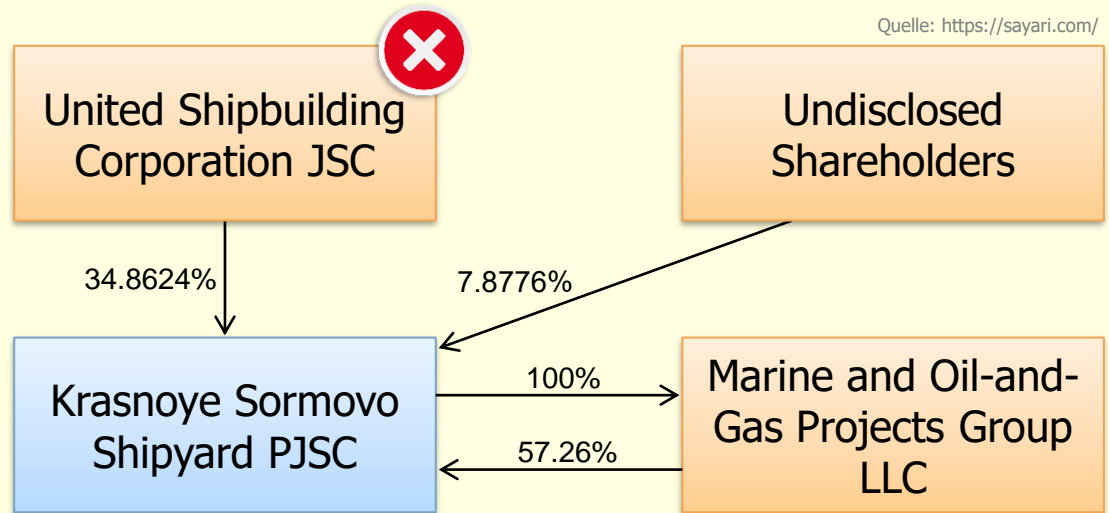 Quelle: https://sayari.com/
United Shipbuilding
Corporation JSC
Undisclosed
Shareholders
34.8624%
7.8776%
Krasnoye Sormovo
Shipyard PJSC
100%
57.26%
Marine and Oil-and-
Gas Projects Group
LLC